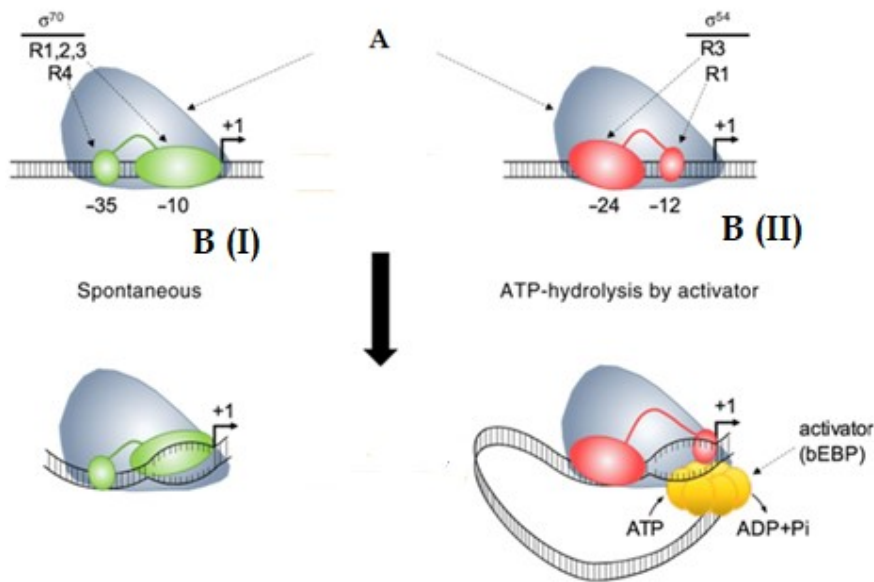 σ⁷⁰
R1,2,3
R4
A
σ⁵⁴
R3
R1
+1
+1
−35
−10
−24
−12
B (I)
B (II)
Spontaneous
ATP-hydrolysis by activator
+1
+1
activator
(bEBP)
ATP
ADP+Pi